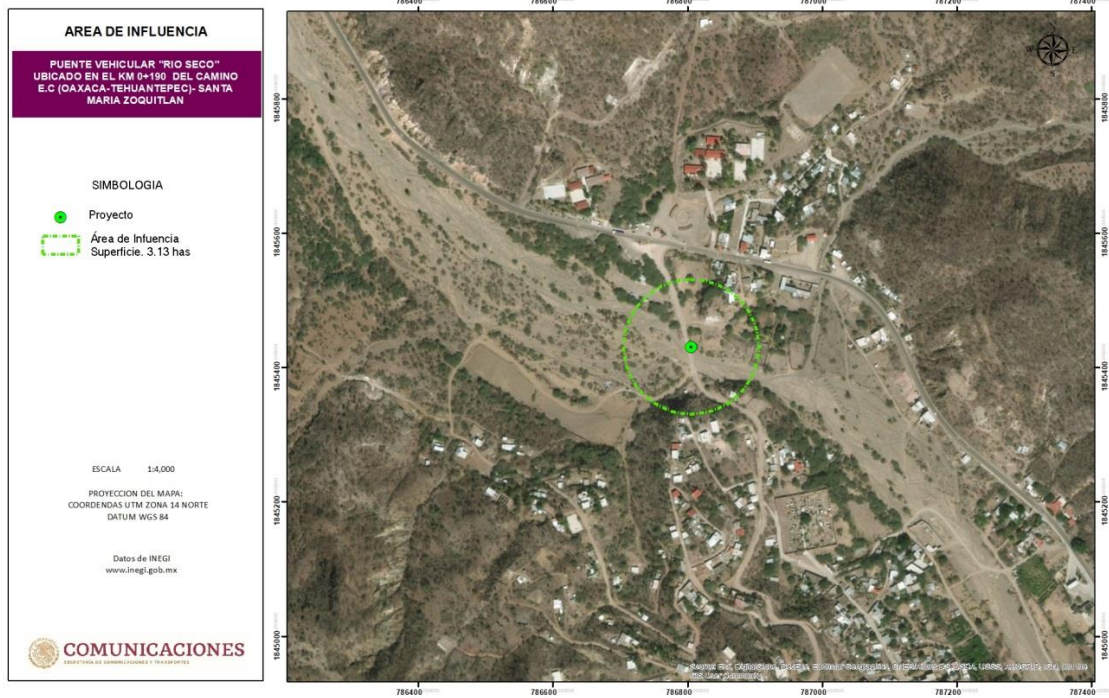 AREA DE INFLUENCIA
PUENTE VEHICULAR "RIO SECO"
UBICADO EN EL KM 0+190 DEL CAMINO
E.C (OAXACA-TEHUANTEPEC)- SANTA
MARIA ZOQUITLAN
SIMBOLOGIA
Proyecto
Área de Infuencia
Superficie. 3.13 has
ESCALA 1:4,000
PROYECCION DEL MAPA:
COORDENDAS UTM ZONA 14 NORTE
DATUM WGS 84
Datos de INEGI
www.inegi.gob.mx
COMUNICACIONES
SECRETARÍA DE COMUNICACIONES Y TRANSPORTES
786400 786600 786800 787000 787200 787400
N
W E
S
1845800 1845800
1845600 1845600
1845400 1845400
1845200 1845200
1845000 1845000
786400 786600 786800 787000 787200 787400